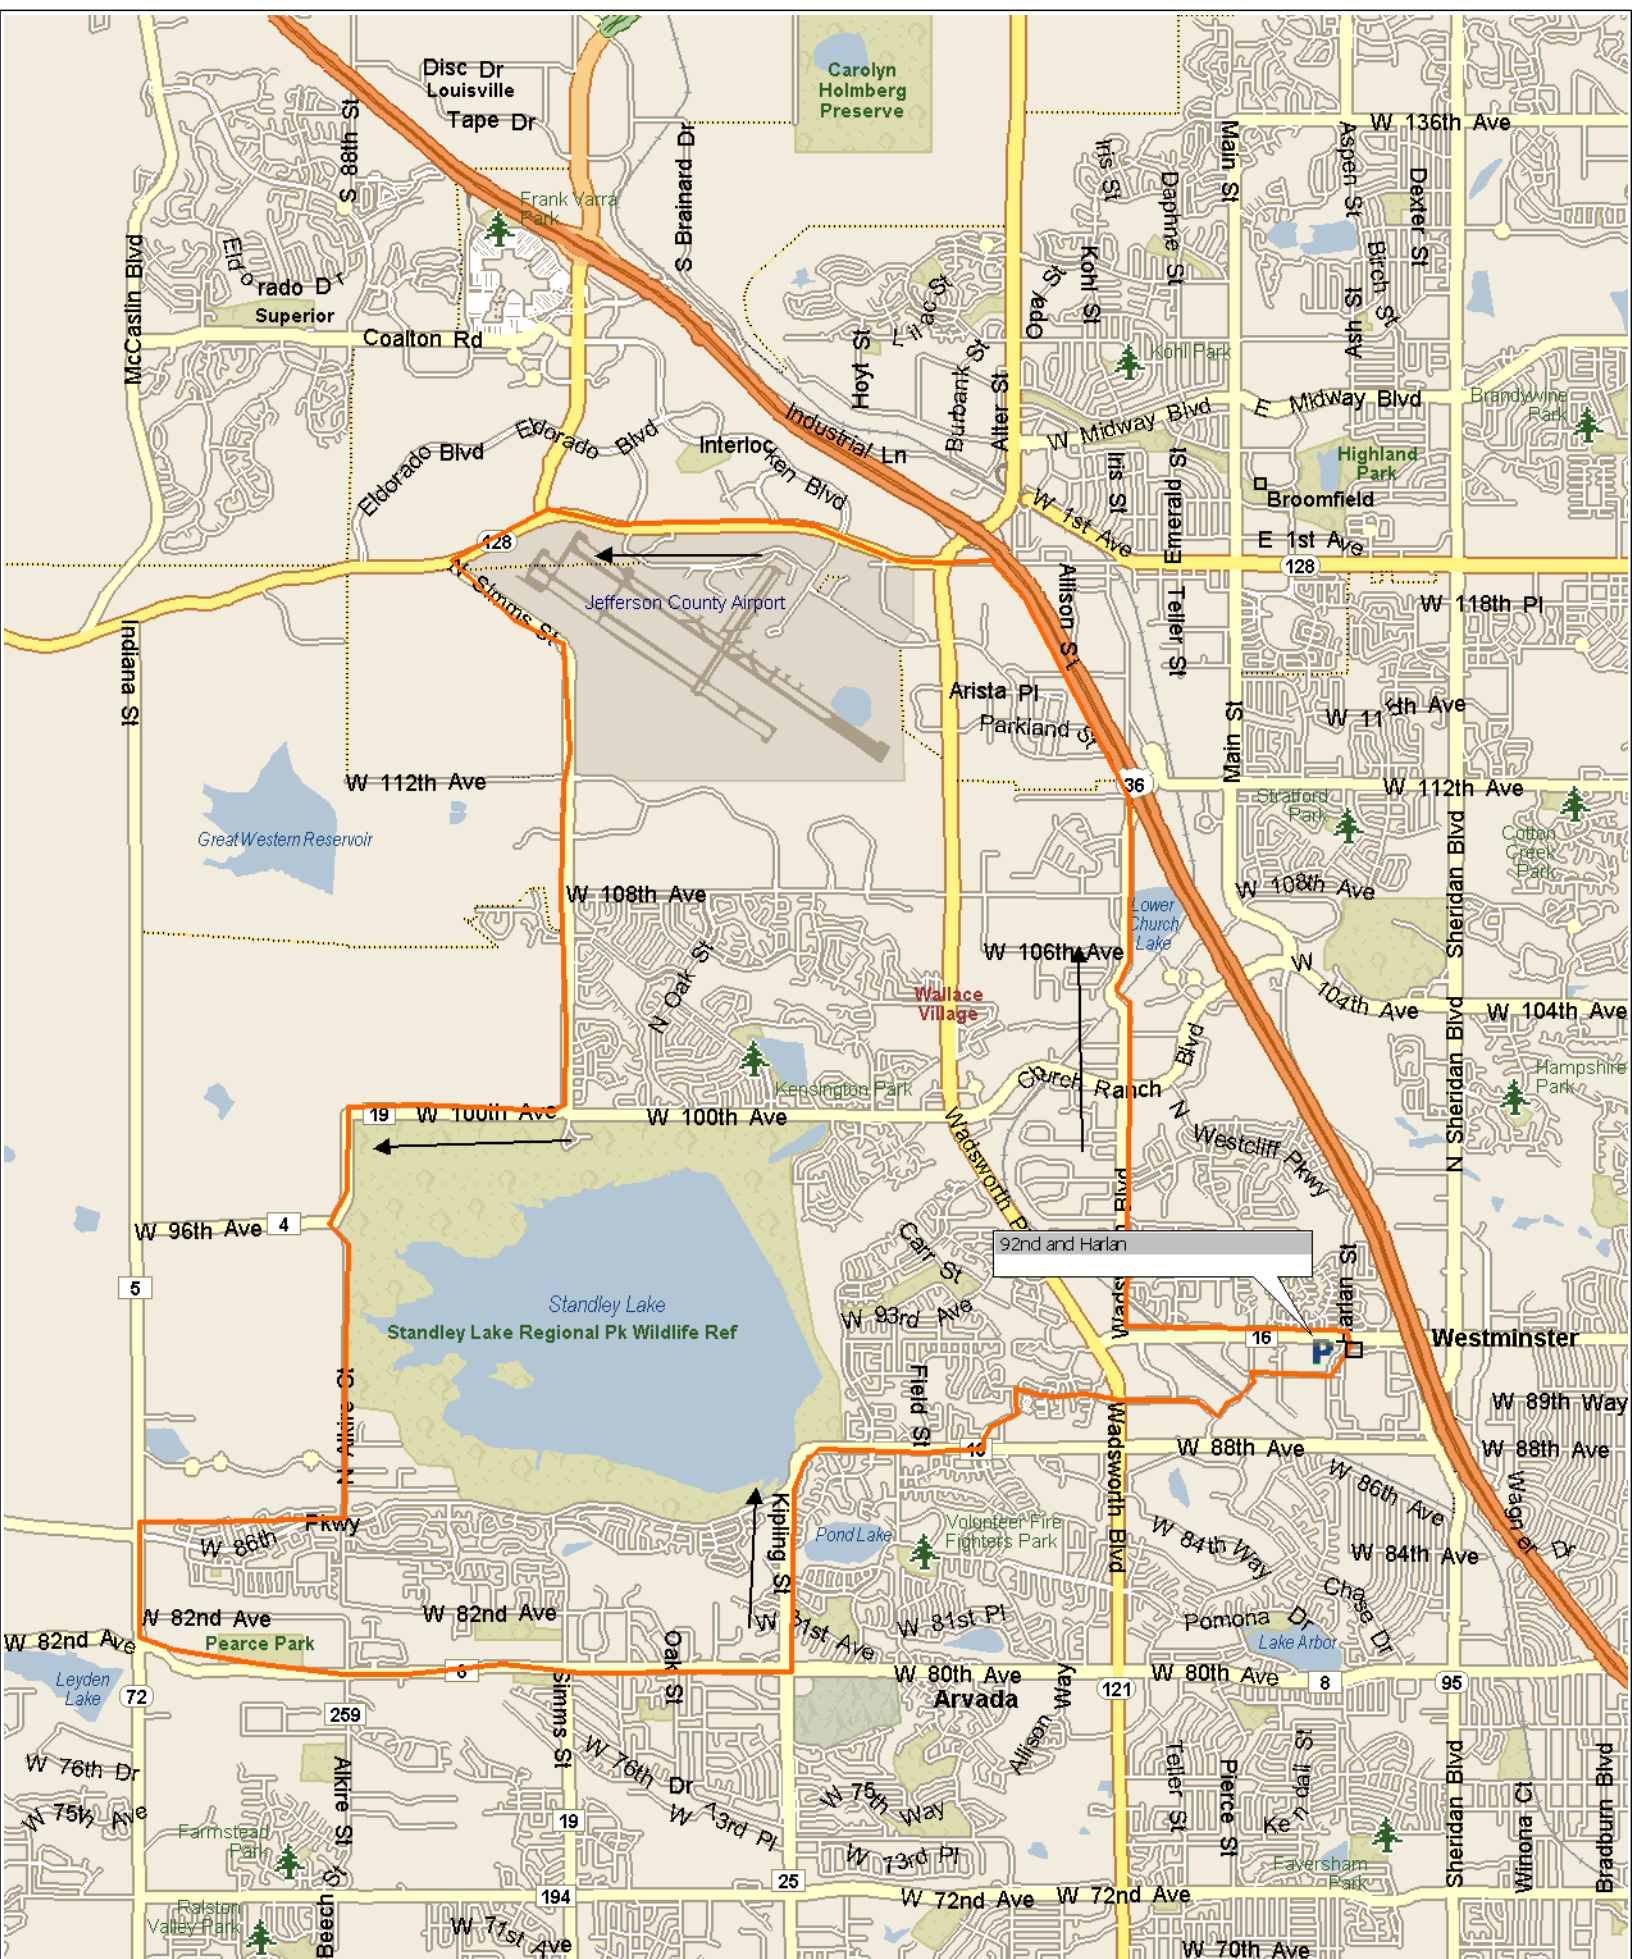 Disc Dr
Louisville
Tape Dr
S 88th St
S Brainard Dr
Carolyn
Holmberg
Preserve
W 136th Ave
Main St
Aspen St
Iris St
Daphne St
Dexter St
Frank Varra
Park
McCaslin Blvd
Eldorado Dr
Superior
Coalton Rd
Kohl St
Opal St
Birch St
Ash St
Lilac St
Hoyt St
Burbank St
Alter St
Kohl Park
Industrial Ln
W Midway Blvd
E Midway Blvd
Brandywine
Park
Eldorado Blvd
Eldorado Blvd
Interlocken Blvd
Iris St
Emerald St
Highland
Park
Broomfield
W 1st Ave
E 1st Ave
128
128
N Simms St
Jefferson County Airport
Allison St
Teller St
W 118th Pl
Indiana St
Arista Pl
Parkland St
Main St
W 112th Ave
36
W 112th Ave
Stratford
Park
Great Western Reservoir
Cotton
Creek
Park
Sheridan Blvd
W 108th Ave
W 108th Ave
Lower
Church
Lake
W 106th Ave
N Oak St
W 104th Ave
W 104th Ave
Wallace
Village
N Sheridan Blvd
Kensington Park
Church Ranch Blvd
Hampshire
Park
19
W 100th Ave
W 100th Ave
N Westcliff Pkwy
Wadsworth
W 96th Ave
4
Carr St
92nd and Harlan
Harlan St
5
Standley Lake
Standley Lake Regional Pk Wildlife Ref
W 93rd Ave
16
P
Westminster
N Alkire St
Field St
Wadsworth Blvd
W 89th Way
W 88th Ave
W 88th Ave
W 86th Ave
Wagner Dr
Kipling St
Pond Lake
Volunteer Fire
Fighters Park
W 86th Pkwy
W 84th Way
W 84th Ave
Chase Dr
W 82nd Ave
W 82nd Ave
W 82nd Ave
W 81st Ave
W 81st Pl
Pomona Dr
Lake Arbor
Pearce Park
Leyden
Lake
Oak St
W 80th Ave
W 80th Ave
8
95
72
Arvada
Allison Way
121
259
Simms St
W 76th Dr
W 76th Dr
Alkire St
Teller St
Pierce St
Kendall St
Sheridan Blvd
Winona Ct
Bradburn Blvd
W 75th Ave
W 75th Way
W 73rd Pl
W 73rd Pl
19
Farmstead
Park
Faversham
Park
25
194
W 72nd Ave
W 72nd Ave
Ralston
Valley Park
Beech St
W 71st Ave
W 70th Ave